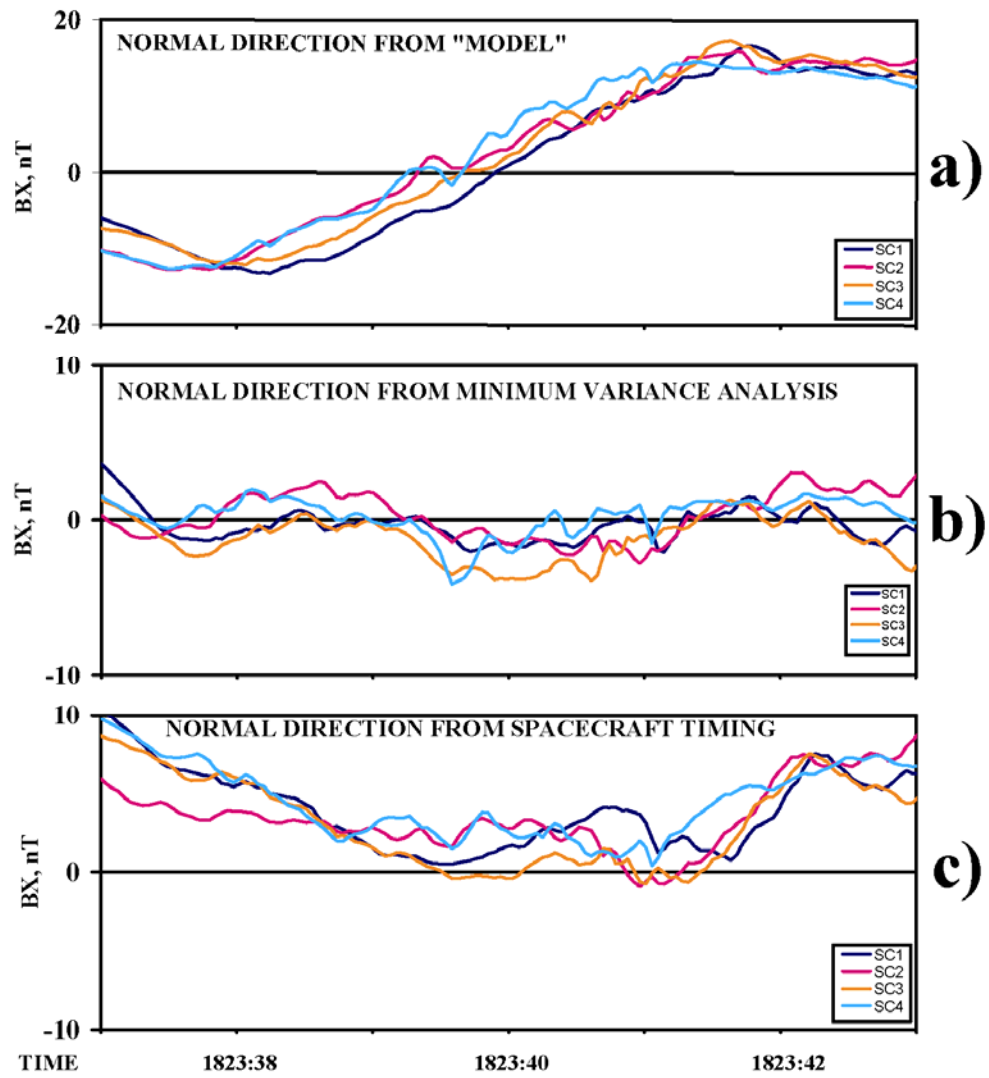 20
NORMAL DIRECTION FROM "MODEL"
BX, nT
0
a)
SC1
SC2
SC3
SC4
-20
10
NORMAL DIRECTION FROM MINIMUM VARIANCE ANALYSIS
BX, nT
0
b)
SC1
SC2
SC3
SC4
-10
10
NORMAL DIRECTION FROM SPACECRAFT TIMING
BX, nT
0
c)
SC1
SC2
SC3
SC4
-10
TIME 1823:38 1823:40 1823:42